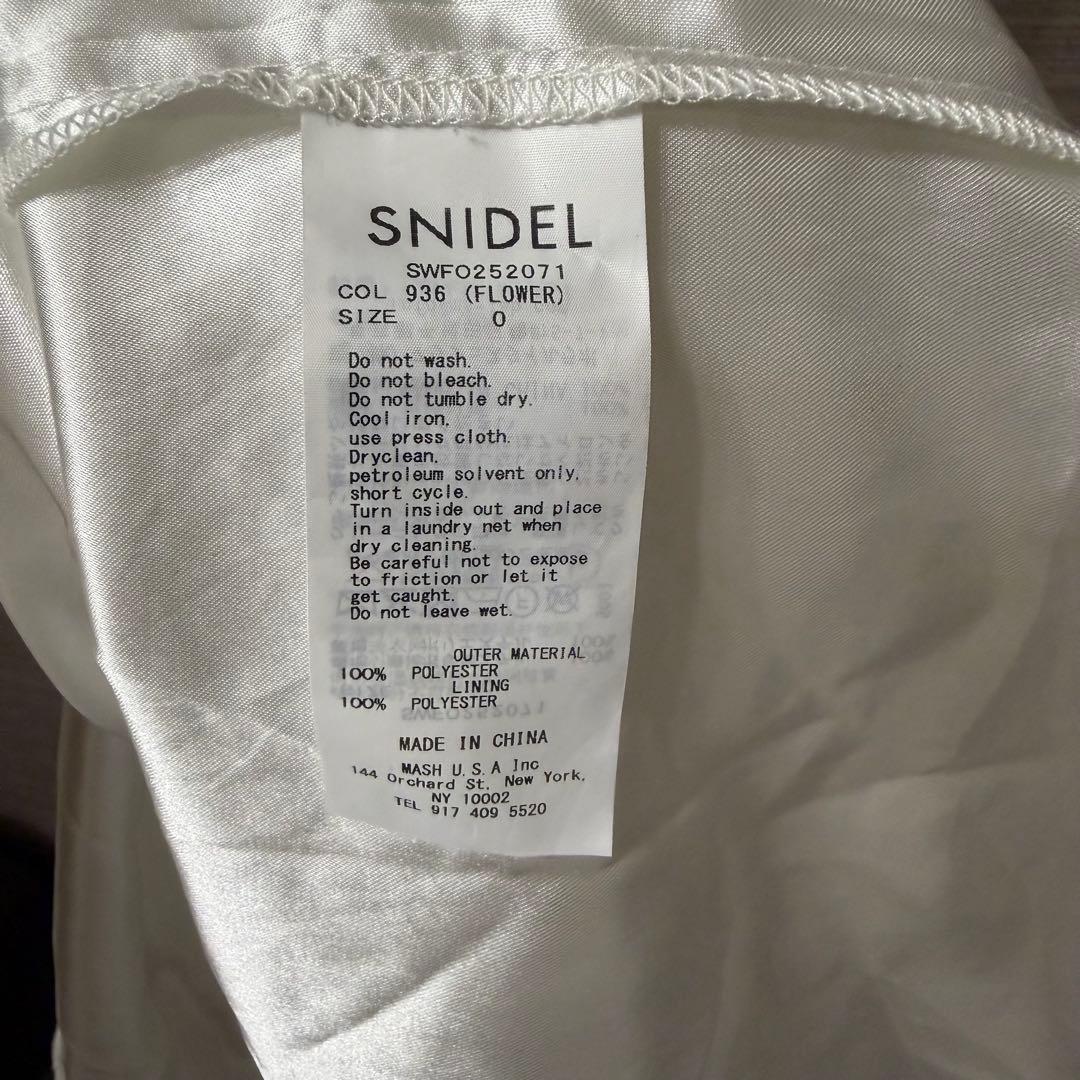 SNIDEL
SWFO252071
COL 936 (FLOWER)
SIZE 0
Do not wash.
Do not bleach.
Do not tumble dry.
Cool iron,
use press cloth.
Dryclean,
petroleum solvent only,
short cycle.
Turn inside out and place
in a laundry net when
dry cleaning.
Be careful not to expose
to friction or let it
get caught.
Do not leave wet.
OUTER MATERIAL
100% POLYESTER
LINING
100% POLYESTER
MADE IN CHINA
MASH U.S.A Inc
144 Orchard St, New York,
NY 10002
TEL 917 409 5520